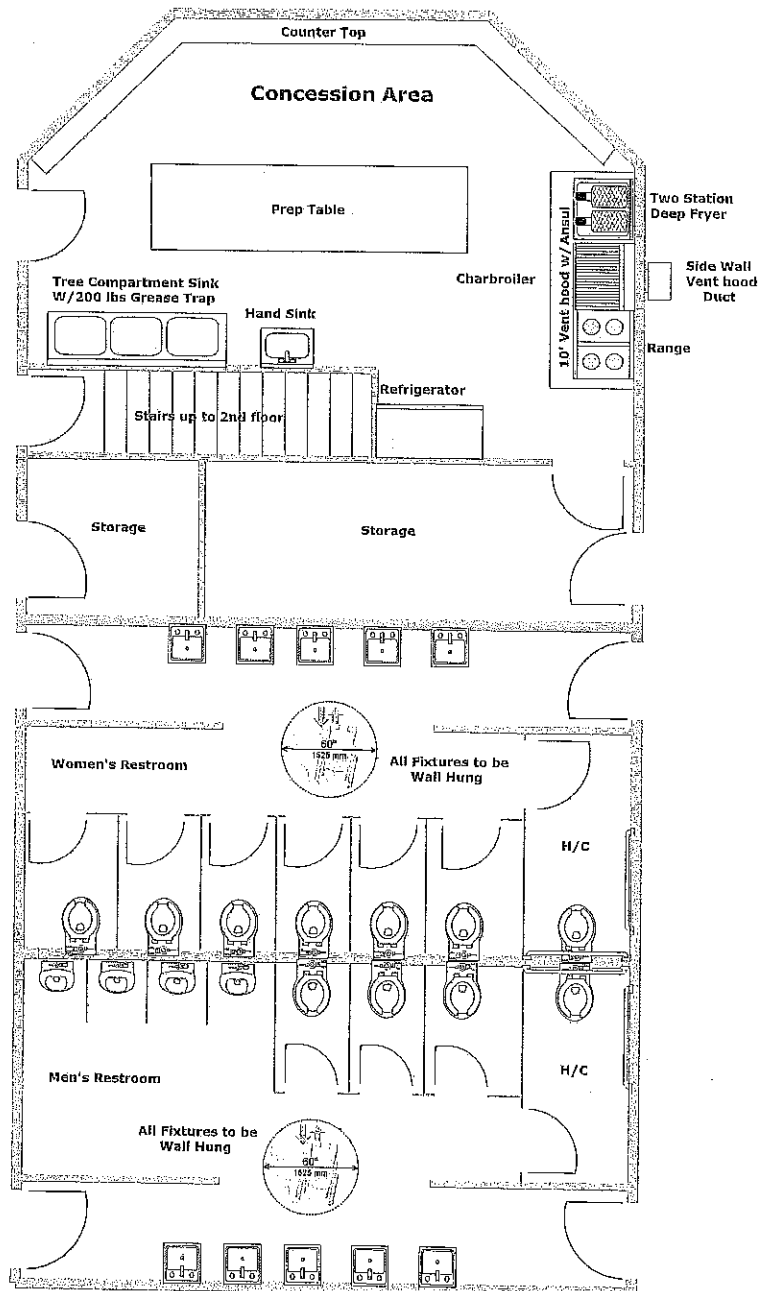 Counter Top
Concession Area
Prep Table
Two Station
Deep Fryer
Charbroiler
10' Vent hood w/ Ansul
Side Wall
Vent hood
Duct
Tree Compartment Sink
W/200 lbs Grease Trap
Hand Sink
Range
Refrigerator
Stairs up to 2nd floor
Storage
Storage
60"
1525 mm
Women's Restroom
All Fixtures to be
Wall Hung
H/C
Men's Restroom
H/C
All Fixtures to be
Wall Hung
60"
1525 mm